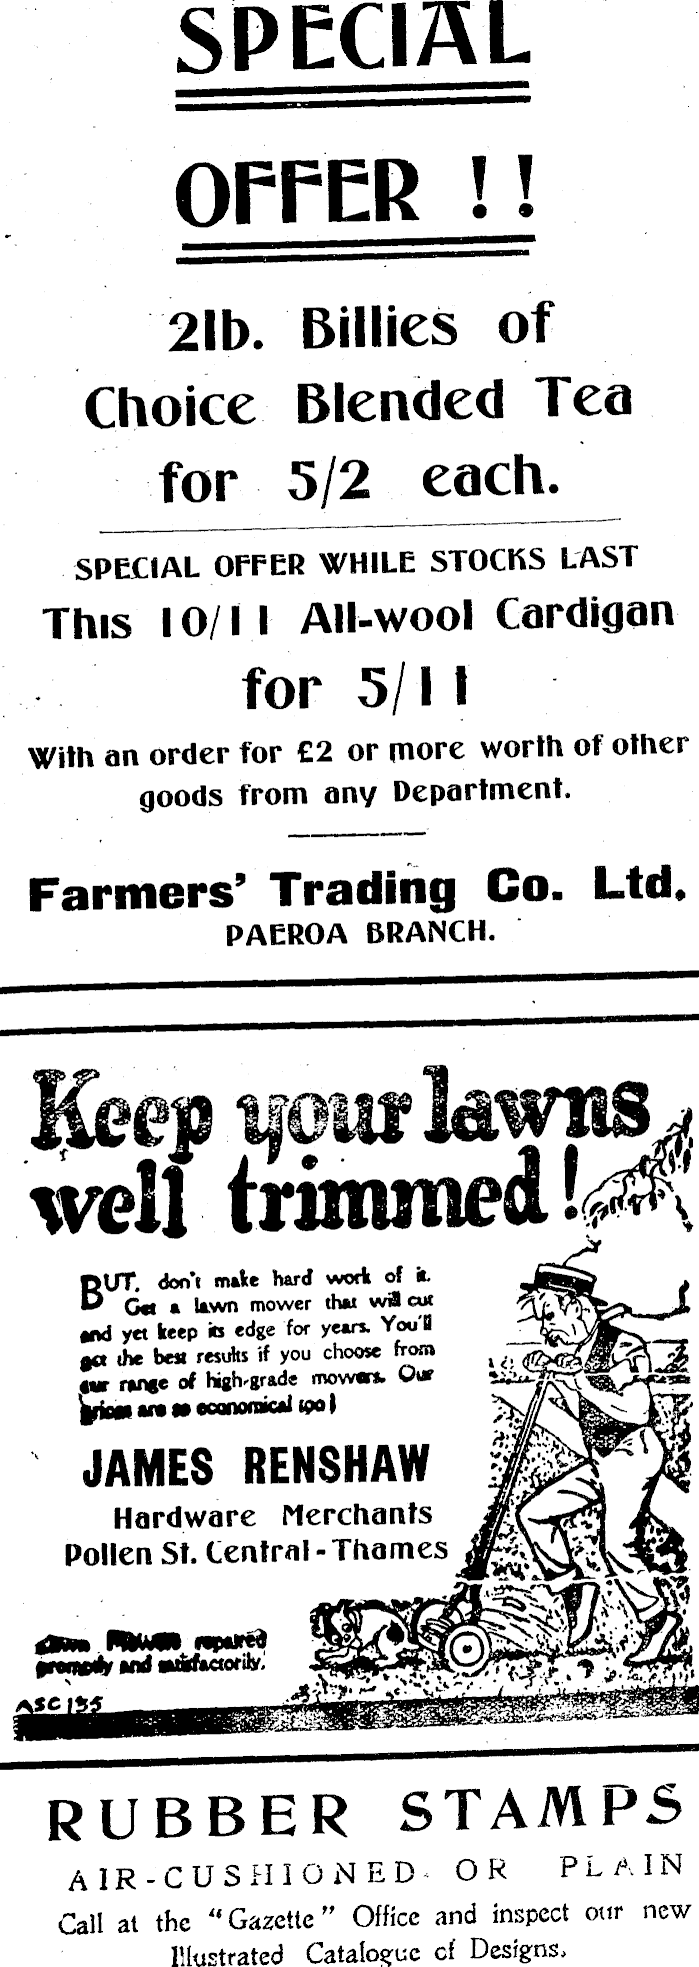 SPECIAL
OFFER !!
2lb. Billies of
Choice Blended Tea
for 5/2 each.
SPECIAL OFFER WHILE STOCKS LAST
This 10/11 All-wool Cardigan
for 5/11
With an order for £2 or more worth of other
goods from any Department.
Farmers' Trading Co. Ltd.
PAEROA BRANCH.
Keep your lawns
well trimmed!
BUT, don't make hard work of it.
Get a lawn mower that will cut
and yet keep its edge for years. You'll
get the best results if you choose from
our range of high-grade mowers. Our
prices are so economical too!
JAMES RENSHAW
Hardware Merchants
Pollen St. Central - Thames
Lawn Mowers repaired
promptly and satisfactorily.
ASC 135
RUBBER STAMPS
AIR-CUSHIONED OR PLAIN
Call at the "Gazette" Office and inspect our new
Illustrated Catalogue of Designs.